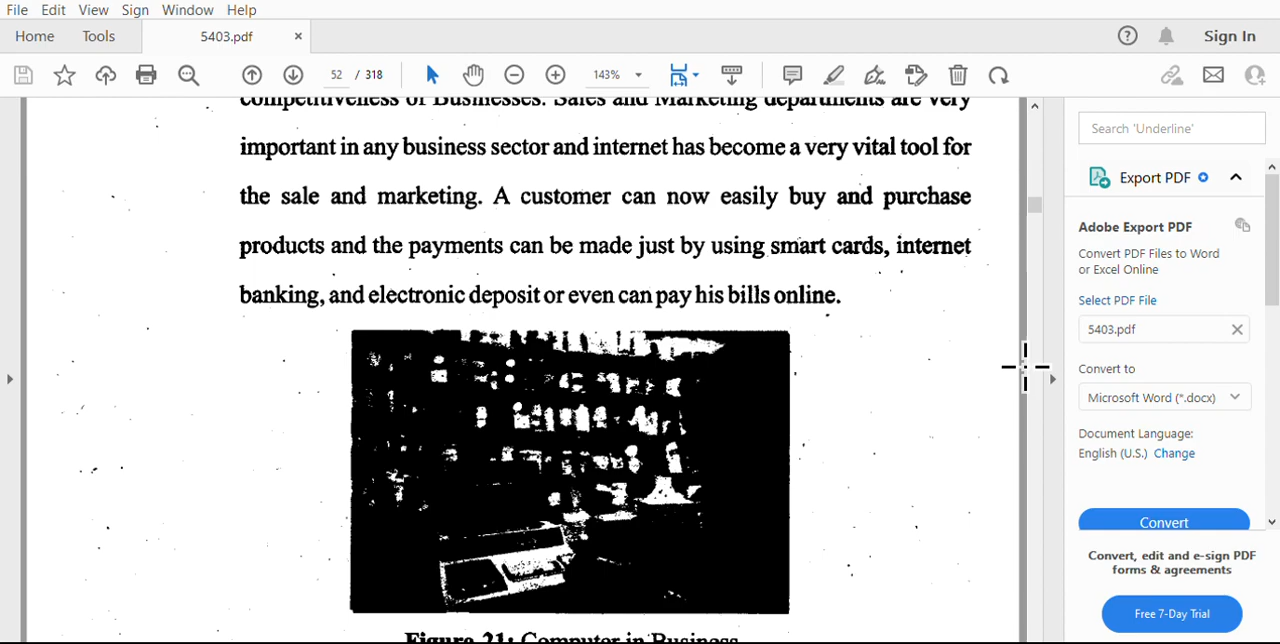 File Edit View Sign Window Help
Home Tools 5403.pdf × ? Sign In
52 / 318 143%
competitiveness of Businesses. Sales and Marketing departments are very
important in any business sector and internet has become a very vital tool for
the sale and marketing. A customer can now easily buy and purchase
products and the payments can be made just by using smart cards, internet
banking, and electronic deposit or even can pay his bills online.
Figure 21: Computer in Business
Search 'Underline'
Export PDF
Adobe Export PDF
Convert PDF Files to Word
or Excel Online
Select PDF File
5403.pdf
Convert to
Microsoft Word (*.docx)
Document Language:
English (U.S.) Change
Convert
Convert, edit and e-sign PDF
forms & agreements
Free 7-Day Trial